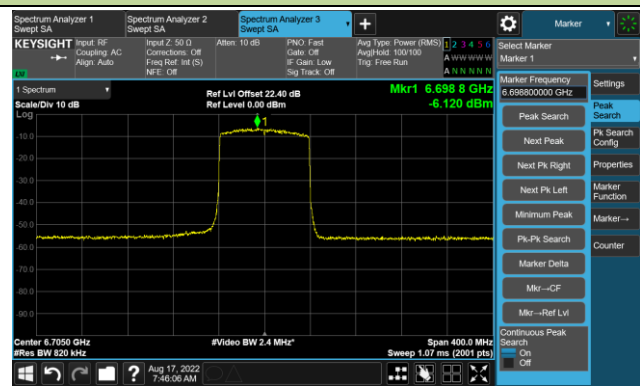 Spectrum Analyzer 1
Swept SA
Spectrum Analyzer 2
Swept SA
Spectrum Analyzer 3
Swept SA
Marker
KEYSIGHT
Input: RF
Coupling: AC
Align: Auto
Input Z: 50 Ω
Corrections: Off
Freq Ref: Int (S)
NFE: Off
Atten: 10 dB
PNO: Fast
Gate: Off
IF Gain: Low
Sig Track: Off
Avg Type: Power (RMS)
Avg|Hold: 100/100
Trig: Free Run
1 2 3 4 5 6
A W W W W W
A N N N N N
Select Marker
Marker 1
LVI
1 Spectrum
Scale/Div 10 dB
Log
Ref Lvl Offset 22.40 dB
Ref Level 0.00 dBm
Mkr1 6.698 8 GHz
-6.120 dBm
1
-10.0
-20.0
-30.0
-40.0
-50.0
-60.0
-70.0
-80.0
-90.0
Center 6.7050 GHz
#Res BW 820 kHz
#Video BW 2.4 MHz*
Span 400.0 MHz
Sweep 1.07 ms (2001 pts)
Marker Frequency
6.698800000 GHz
Peak Search
Next Peak
Next Pk Right
Next Pk Left
Minimum Peak
Pk-Pk Search
Marker Delta
Mkr→CF
Mkr→Ref Lvl
Continuous Peak
Search
On
Off
Settings
Peak
Search
Pk Search
Config
Properties
Marker
Function
Marker→
Counter
?
Aug 17, 2022
7:46:06 AM